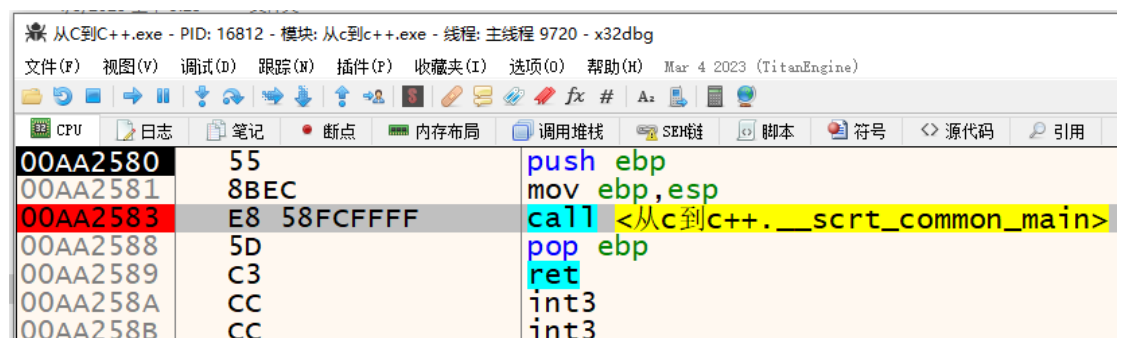 从C到C++.exe - PID: 16812 - 模块: 从c到c++.exe - 线程: 主线程 9720 - x32dbg
文件(F) 视图(V) 调试(D) 跟踪(N) 插件(P) 收藏夹(I) 选项(O) 帮助(H) Mar 4 2023 (TitanEngine)
CPU 日志 笔记 断点 内存布局 调用堆栈 SEH链 脚本 符号 源代码 引用
00AA2580 55 push ebp
00AA2581 8BEC mov ebp,esp
00AA2583 E8 58FCFFFF call <从c到c++.__scrt_common_main>
00AA2588 5D pop ebp
00AA2589 C3 ret
00AA258A CC int3
00AA258B CC int3